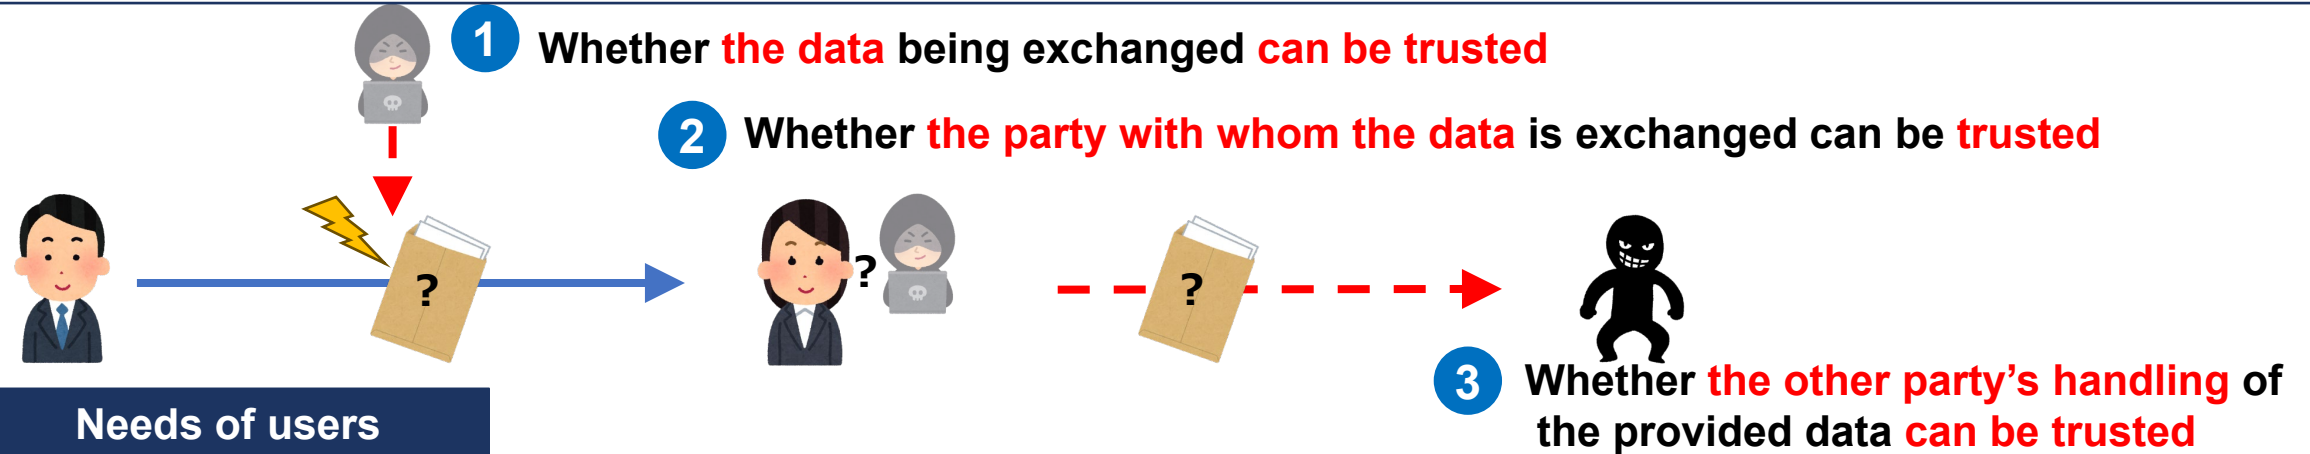 1 Whether the data being exchanged can be trusted
2 Whether the party with whom the data is exchanged can be trusted
?
?
?
3 Whether the other party’s handling of
the provided data can be trusted
Needs of users